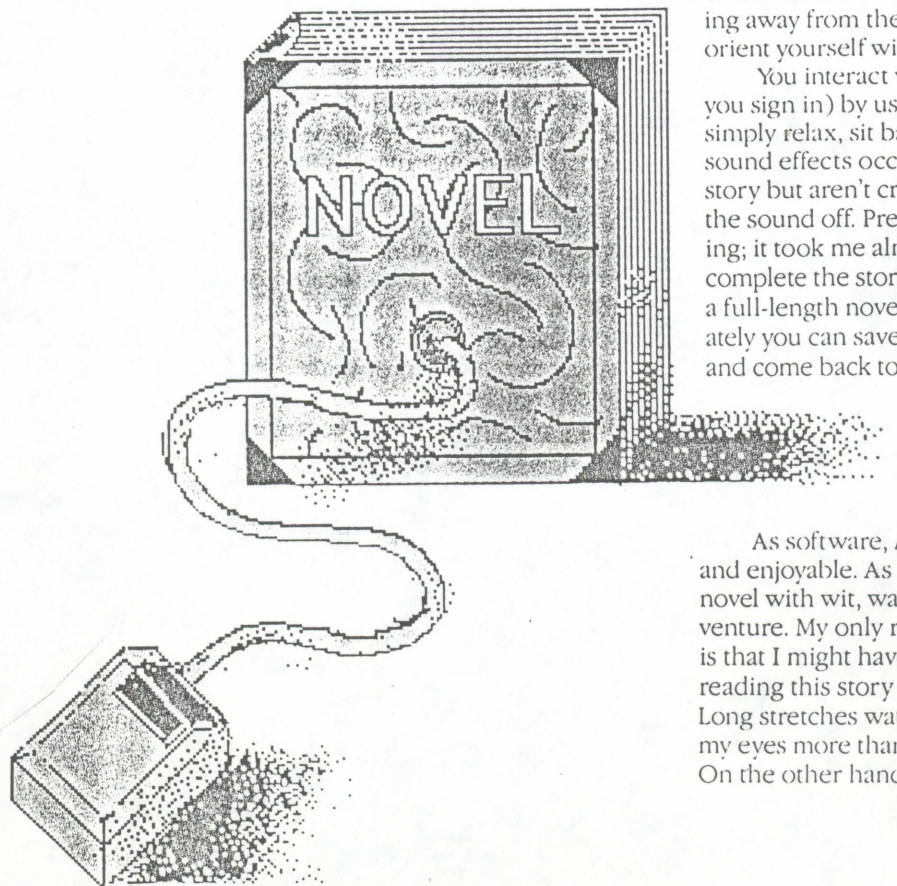 NOVEL
ing away from the
orient yourself wi
You interact
you sign in) by us
simply relax, sit ba
sound effects occ
story but aren't cr
the sound off. Pre
ing; it took me alr
complete the stor
a full-length nove
ately you can save
and come back to
As software,
and enjoyable. As
novel with wit, wa
venture. My only r
is that I might hav
reading this story
Long stretches wat
my eyes more than
On the other hand